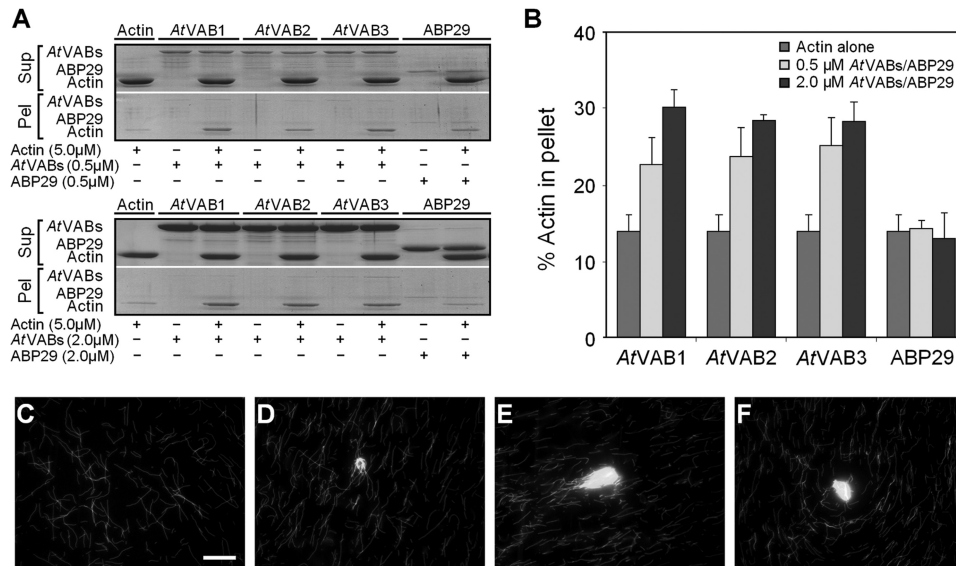 A
Actin AtVAB1 AtVAB2 AtVAB3 ABP29
Sup
AtVABs
ABP29
Actin
Pel
AtVABs
ABP29
Actin
Actin (5.0μM) + − + − + − + − +
AtVABs (0.5μM) − + + + + + + − −
ABP29 (0.5μM) − − − − − − − + +
Actin AtVAB1 AtVAB2 AtVAB3 ABP29
Sup
AtVABs
ABP29
Actin
Pel
AtVABs
ABP29
Actin
Actin (5.0μM) + − + − + − + − +
AtVABs (2.0μM) − + + + + + + − −
ABP29 (2.0μM) − − − − − − − + +
B
% Actin in pellet
40
30
20
10
0
Actin alone
0.5 μM AtVABs/ABP29
2.0 μM AtVABs/ABP29
AtVAB1 AtVAB2 AtVAB3 ABP29
C
D
E
F